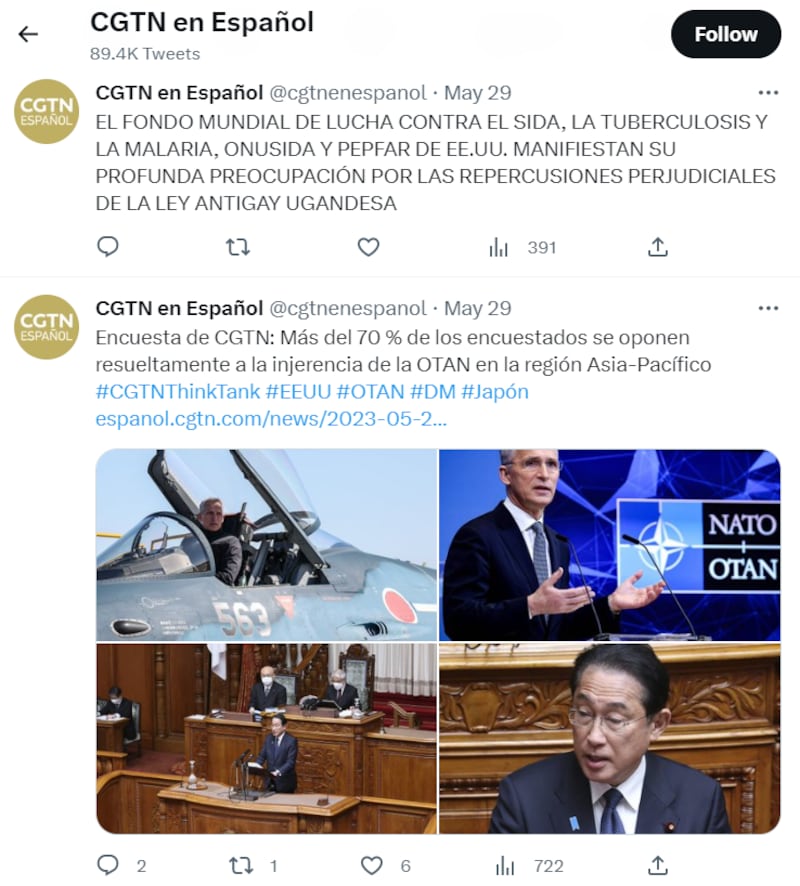 CGTN en Español
89.4K Tweets
Follow
CGTN
ESPAÑOL
CGTN en Español @cgtnenespanol · May 29
EL FONDO MUNDIAL DE LUCHA CONTRA EL SIDA, LA TUBERCULOSIS Y
LA MALARIA, ONUSIDA Y PEPFAR DE EE.UU. MANIFIESTAN SU
PROFUNDA PREOCUPACIÓN POR LAS REPERCUSIONES PERJUDICIALES
DE LA LEY ANTIGAY UGANDESA
391
CGTN
ESPAÑOL
CGTN en Español @cgtnenespanol · May 29
Encuesta de CGTN: Más del 70 % de los encuestados se oponen
resueltamente a la injerencia de la OTAN en la región Asia-Pacífico
#CGTNThinkTank #EEUU #OTAN #DM #Japón
espanol.cgtn.com/news/2023-05-2...
563
NATO
OTAN
2 1 6 722